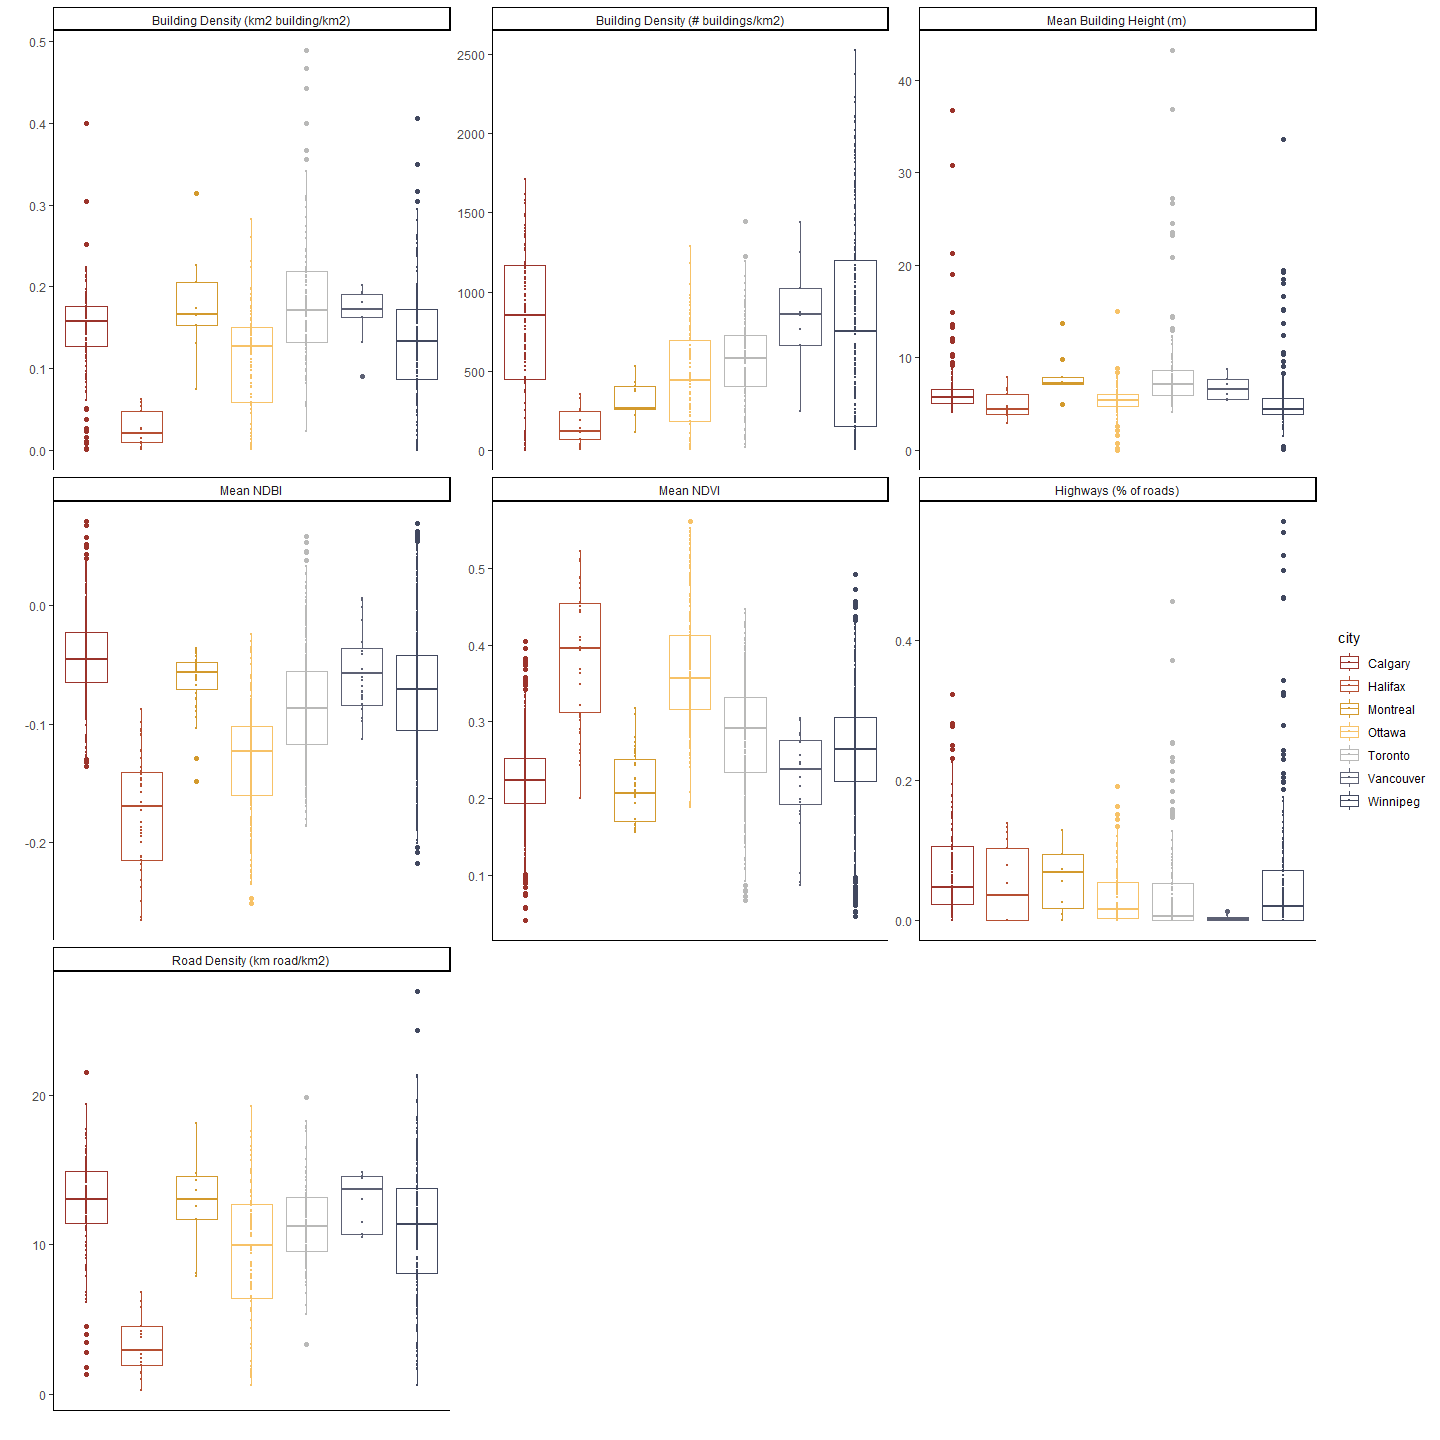 Building Density (km2 building/km2)
Building Density (# buildings/km2)
Mean Building Height (m)
0.5
0.4
0.3
0.2
0.1
0.0
2500
2000
1500
1000
500
0
40
30
20
10
0
Mean NDBI
Mean NDVI
Highways (% of roads)
0.0
-0.1
-0.2
0.5
0.4
0.3
0.2
0.1
0.4
0.2
0.0
city
Calgary
Halifax
Montreal
Ottawa
Toronto
Vancouver
Winnipeg
Road Density (km road/km2)
20
10
0